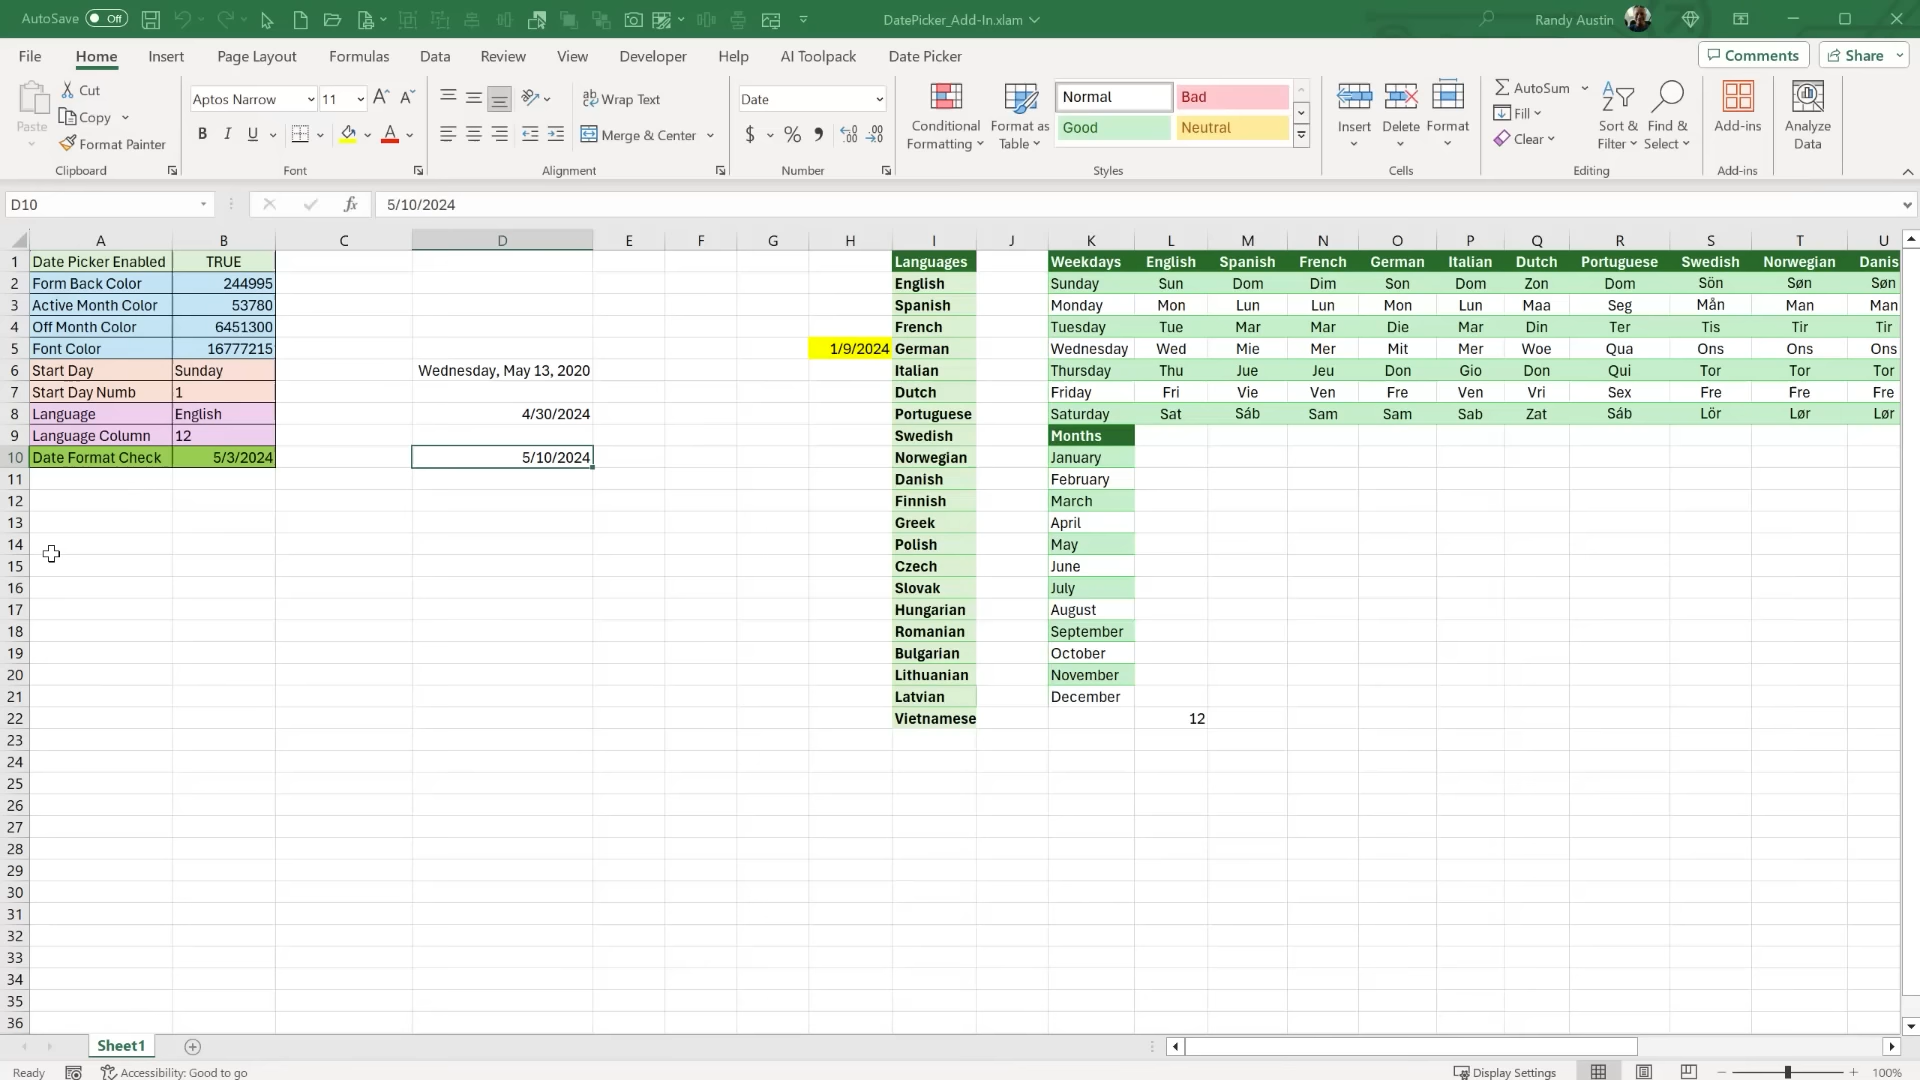 AutoSave Off DatePicker_Add-In.xlam Randy Austin
File Home Insert Page Layout Formulas Data Review View Developer Help AI Toolpack Date Picker Comments Share
Paste Cut Copy Format Painter Clipboard
Aptos Narrow 11 B I U Font
Wrap Text Merge & Center Alignment
Date $ % Number
Conditional Formatting Format as Table Normal Bad Good Neutral Styles
Insert Delete Format Cells
AutoSum Fill Clear Sort & Filter Find & Select Editing
Add-ins Add-ins
Analyze Data
D10 fx 5/10/2024
A B C D E F G H I J K L M N O P Q R S T U
1 Date Picker Enabled TRUE Languages Weekdays English Spanish French German Italian Dutch Portuguese Swedish Norwegian Danis
2 Form Back Color 244995 English Sunday Sun Dom Dim Son Dom Zon Dom Sön Søn Søn
3 Active Month Color 53780 Spanish Monday Mon Lun Lun Mon Lun Maa Seg Mån Man Man
4 Off Month Color 6451300 French Tuesday Tue Mar Mar Die Mar Din Ter Tis Tir Tir
5 Font Color 16777215 1/9/2024 German Wednesday Wed Mie Mer Mit Mer Woe Qua Ons Ons Ons
6 Start Day Sunday Wednesday, May 13, 2020 Italian Thursday Thu Jue Jeu Don Gio Don Qui Tor Tor Tor
7 Start Day Numb 1 Dutch Friday Fri Vie Ven Fre Ven Vri Sex Fre Fre Fre
8 Language English 4/30/2024 Portuguese Saturday Sat Sáb Sam Sam Sab Zat Sáb Lör Lør Lør
9 Language Column 12 Swedish Months
10 Date Format Check 5/3/2024 5/10/2024 Norwegian January
11 Danish February
12 Finnish March
13 Greek April
14 Polish May
15 Czech June
16 Slovak July
17 Hungarian August
18 Romanian September
19 Bulgarian October
20 Lithuanian November
21 Latvian December
22 Vietnamese 12
23
24
25
26
27
28
29
30
31
32
33
34
35
36
Sheet1
Ready Accessibility: Good to go Display Settings 100%